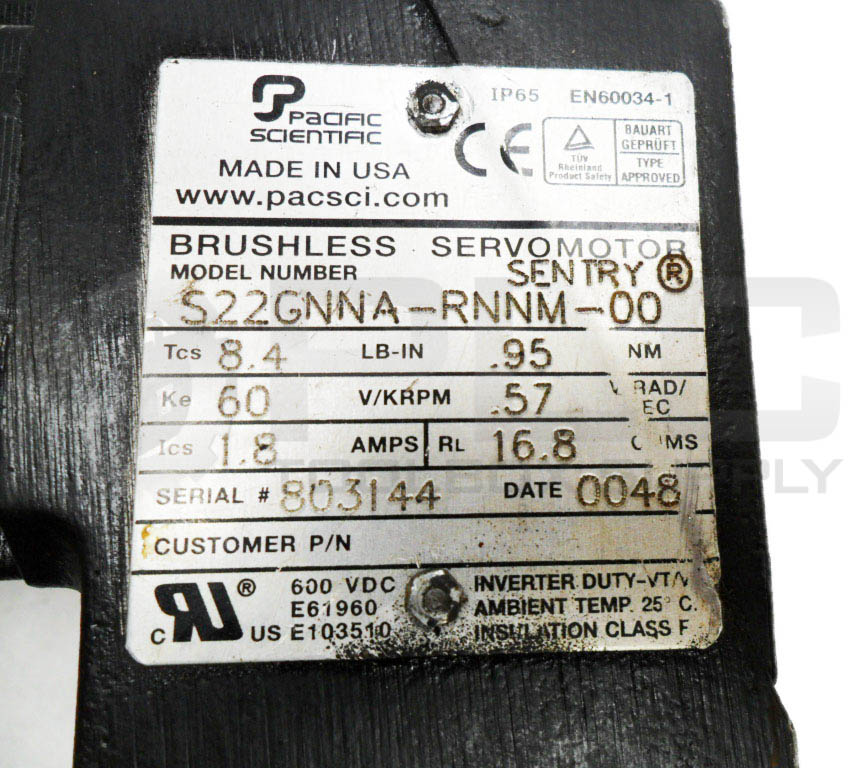 PACIFIC
SCIENTIFIC
IP65 EN60034-1
CE
TÜV
Rheinland
Product Safety
BAUART
GEPRÜFT
TYPE
APPROVED
MADE IN USA
www.pacsci.com
BRUSHLESS SERVOMOTOR
MODEL NUMBER SENTRY ®
S22GNNA-RNNM-00
Tcs 8.4 LB-IN .95 NM
Ke 60 V/KRPM .57 RAD/
Ics 1.8 AMPS RL 16.8
SERIAL # 803144 DATE 0048
CUSTOMER P/N
c UR ® US
600 VDC
E61960
E103510
INVERTER DUTY-VT/V
AMBIENT TEMP. 25° C.
INSULATION CLASS F